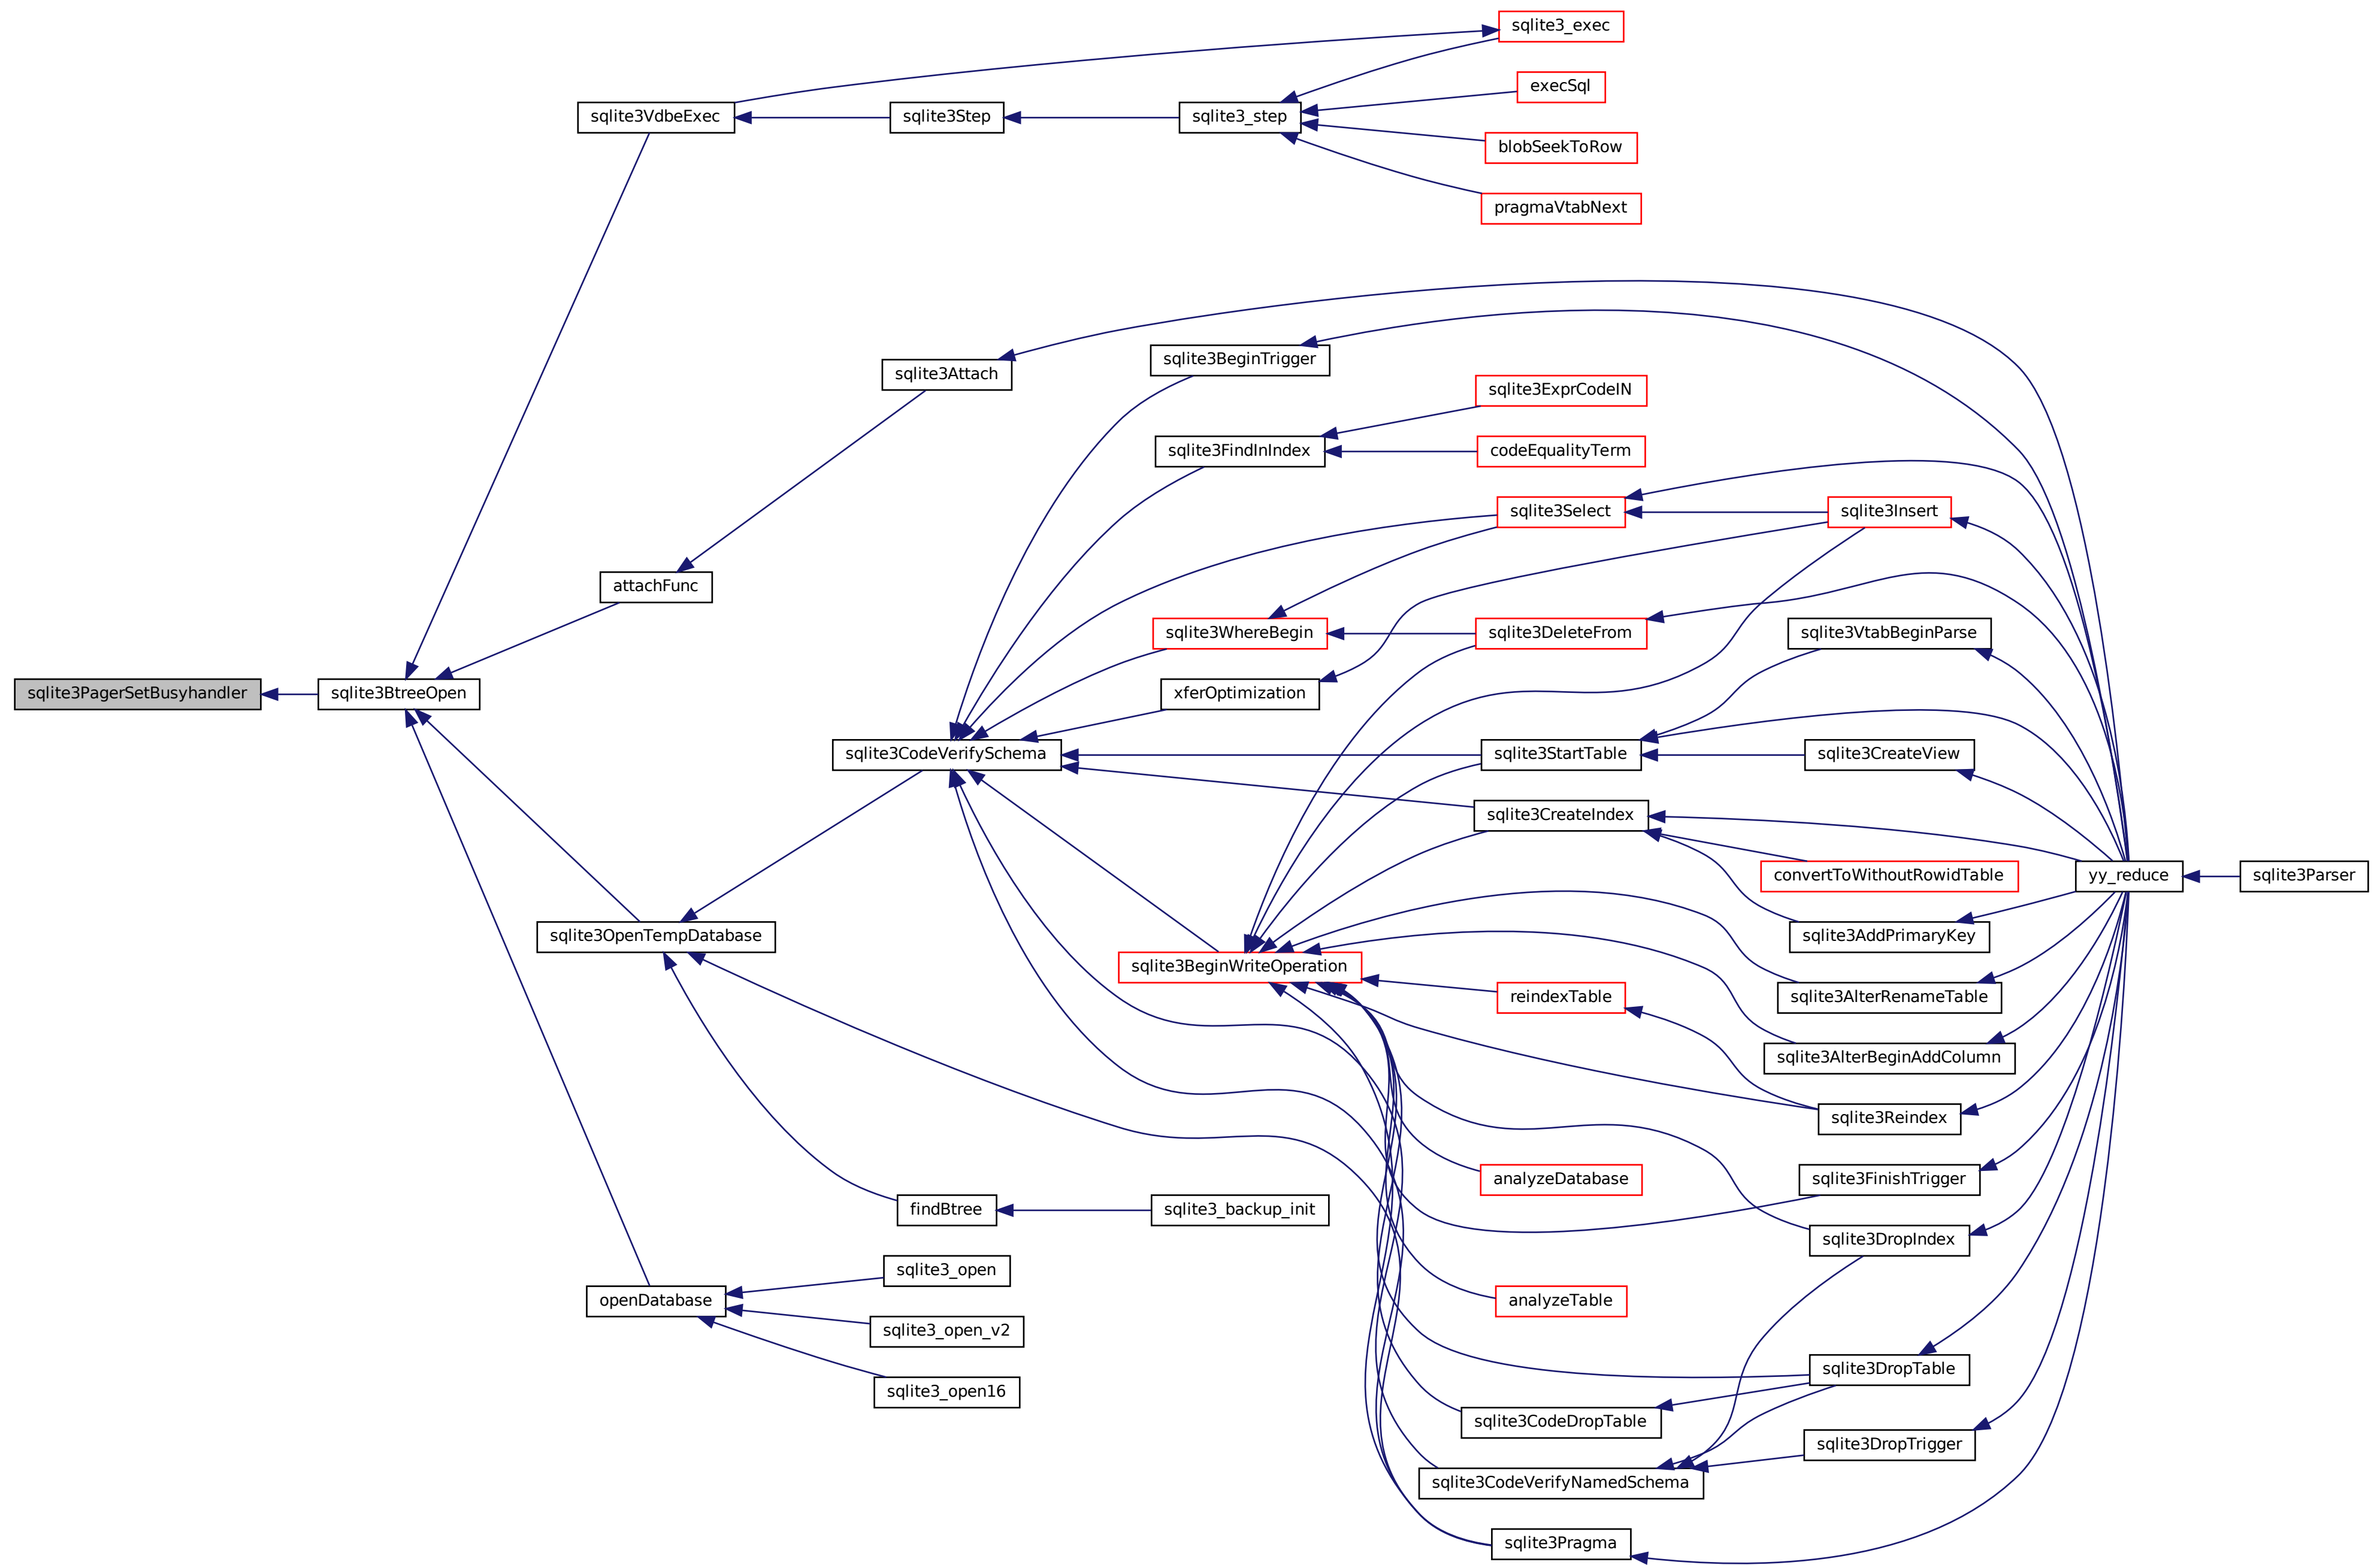 sqlite3PagerSetBusyhandler
sqlite3BtreeOpen
sqlite3VdbeExec
sqlite3Step
sqlite3_step
sqlite3_exec
execSql
blobSeekToRow
pragmaVtabNext
attachFunc
sqlite3Attach
sqlite3OpenTempDatabase
sqlite3CodeVerifySchema
sqlite3BeginTrigger
sqlite3FindInIndex
sqlite3ExprCodeIN
codeEqualityTerm
sqlite3Select
sqlite3Insert
sqlite3WhereBegin
sqlite3DeleteFrom
sqlite3VtabBeginParse
xferOptimization
sqlite3StartTable
sqlite3CreateView
sqlite3CreateIndex
convertToWithoutRowidTable
yy_reduce
sqlite3Parser
sqlite3AddPrimaryKey
sqlite3BeginWriteOperation
reindexTable
sqlite3AlterRenameTable
sqlite3AlterBeginAddColumn
sqlite3Reindex
analyzeDatabase
sqlite3FinishTrigger
findBtree
sqlite3_backup_init
sqlite3DropIndex
openDatabase
sqlite3_open
sqlite3_open_v2
sqlite3_open16
analyzeTable
sqlite3DropTable
sqlite3CodeDropTable
sqlite3DropTrigger
sqlite3CodeVerifyNamedSchema
sqlite3Pragma